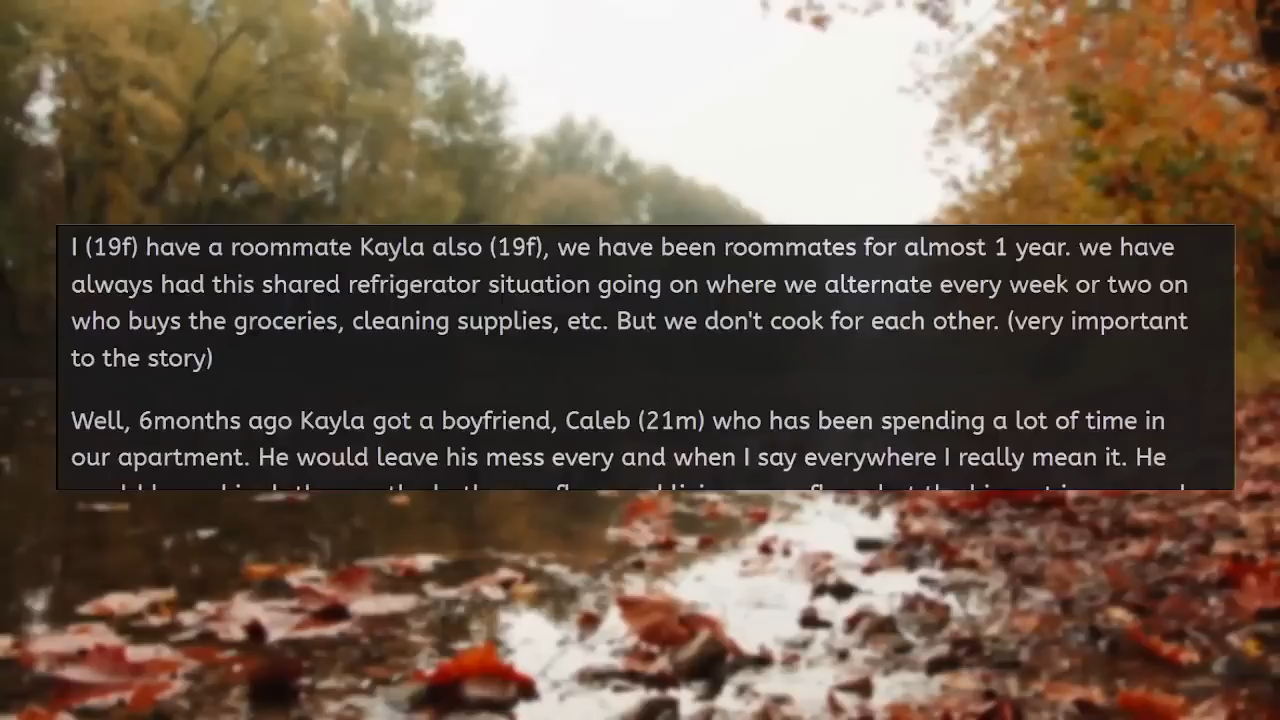 I (19f) have a roommate Kayla also (19f), we have been roommates for almost 1 year. we have
always had this shared refrigerator situation going on where we alternate every week or two on
who buys the groceries, cleaning supplies, etc. But we don't cook for each other. (very important
to the story)
Well, 6months ago Kayla got a boyfriend, Caleb (21m) who has been spending a lot of time in
our apartment. He would leave his mess every and when I say everywhere I really mean it. He